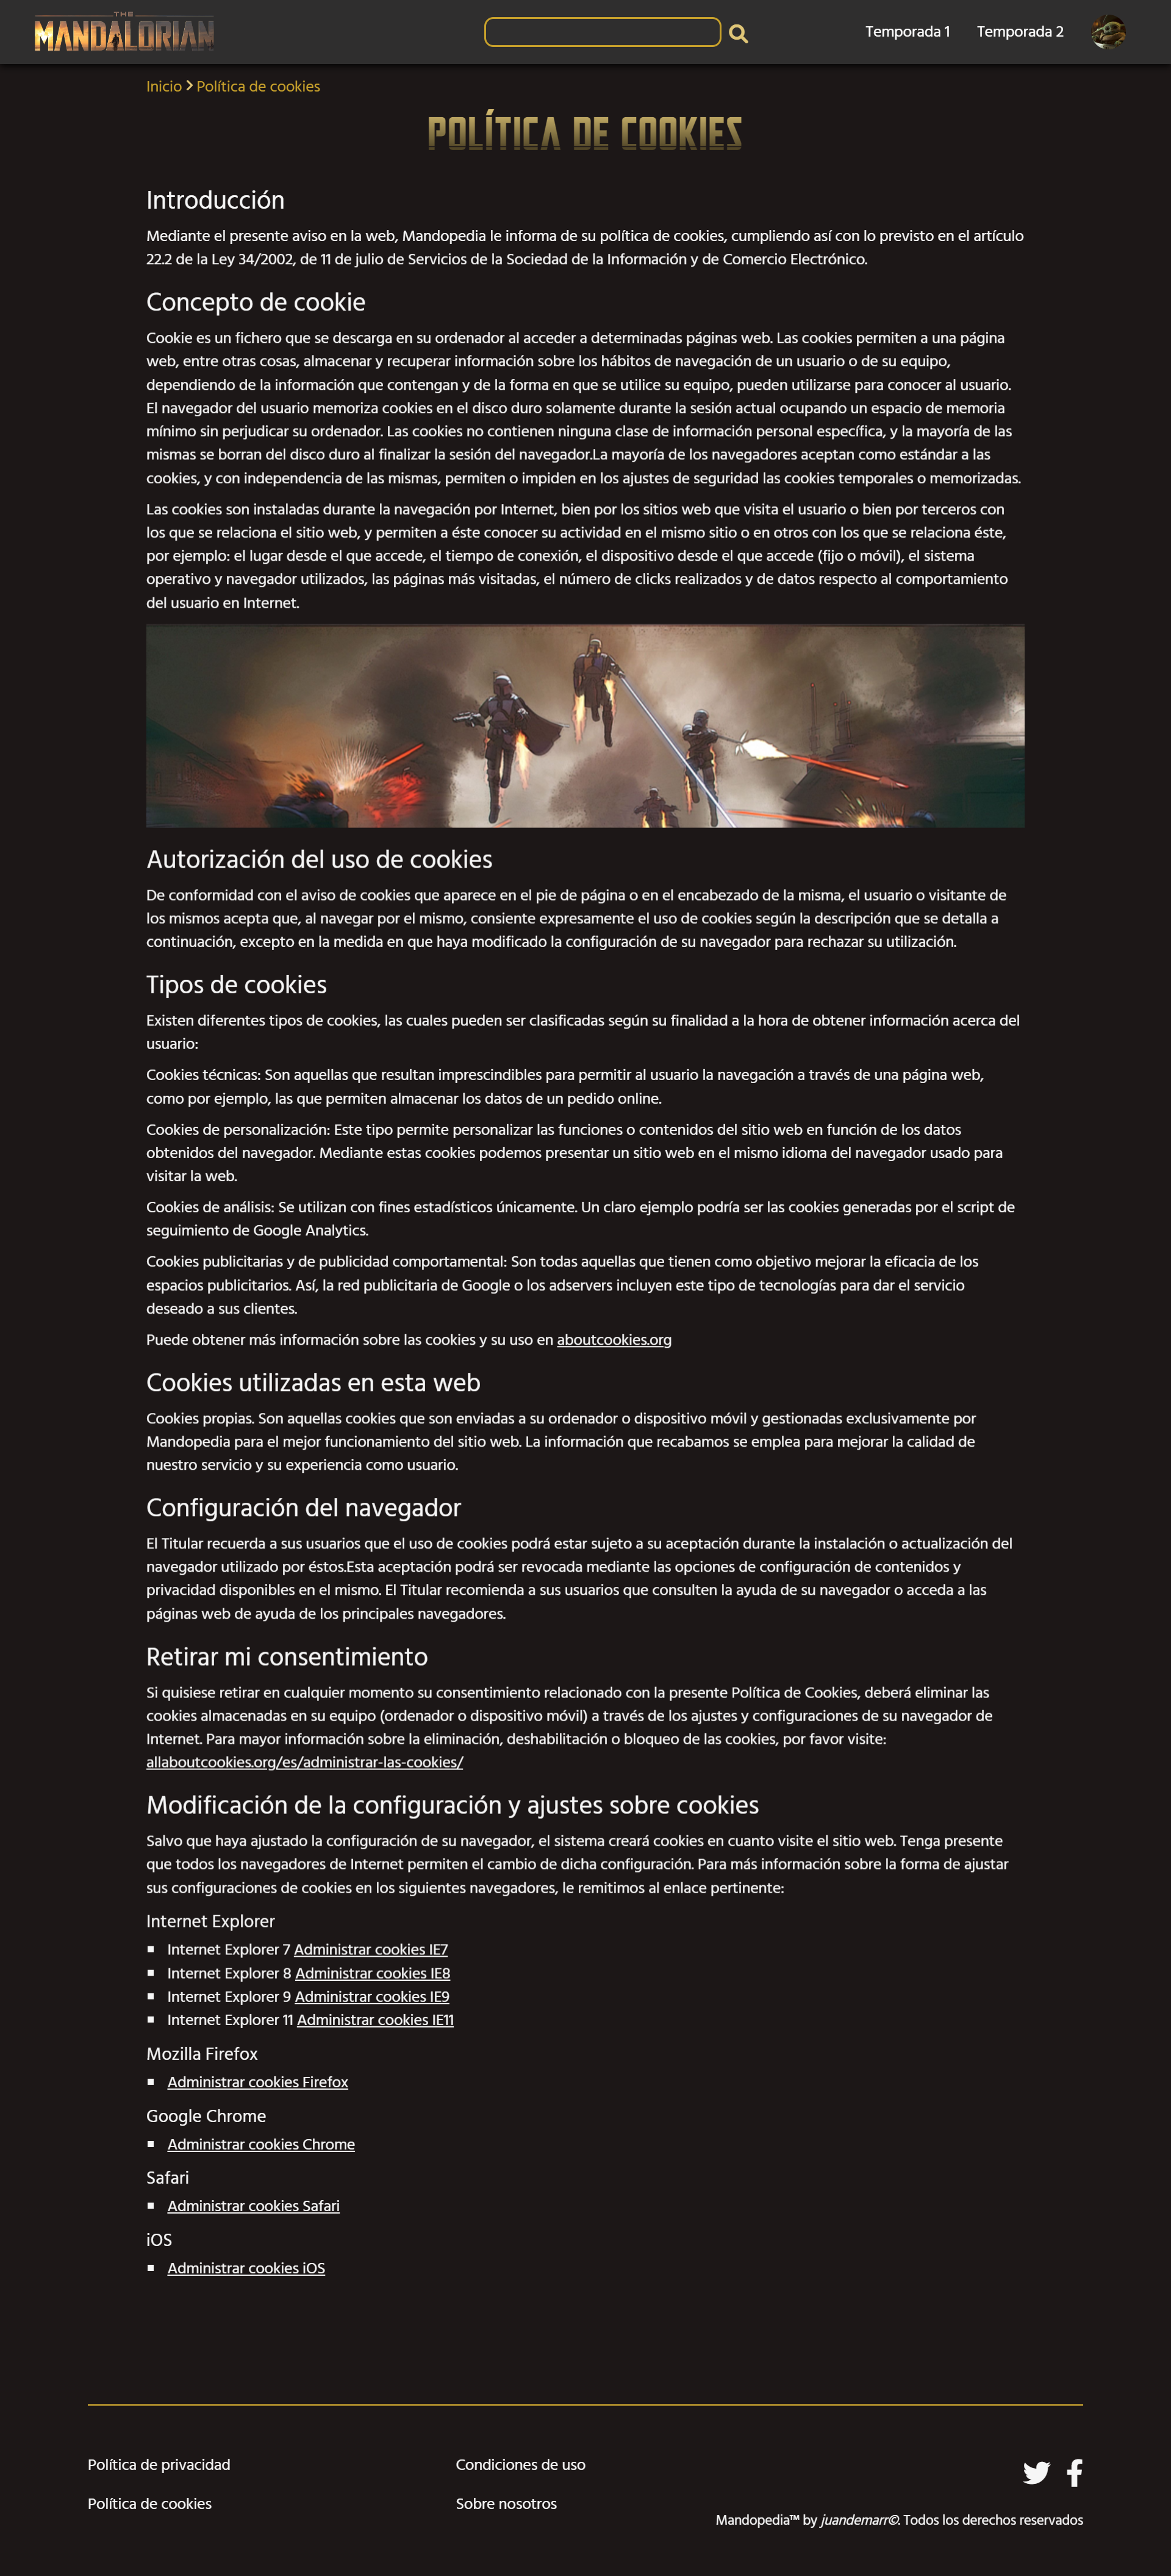 THE
MANDALORIAN
Temporada 1
Temporada 2
Inicio > Política de cookies
POLÍTICA DE COOKIES
Introducción
Mediante el presente aviso en la web, Mandopedia le informa de su política de cookies, cumpliendo así con lo previsto en el artículo
22.2 de la Ley 34/2002, de 11 de julio de Servicios de la Sociedad de la Información y de Comercio Electrónico.
Concepto de cookie
Cookie es un fichero que se descarga en su ordenador al acceder a determinadas páginas web. Las cookies permiten a una página
web, entre otras cosas, almacenar y recuperar información sobre los hábitos de navegación de un usuario o de su equipo,
dependiendo de la información que contengan y de la forma en que se utilice su equipo, pueden utilizarse para conocer al usuario.
El navegador del usuario memoriza cookies en el disco duro solamente durante la sesión actual ocupando un espacio de memoria
mínimo sin perjudicar su ordenador. Las cookies no contienen ninguna clase de información personal específica, y la mayoría de las
mismas se borran del disco duro al finalizar la sesión del navegador.La mayoría de los navegadores aceptan como estándar a las
cookies, y con independencia de las mismas, permiten o impiden en los ajustes de seguridad las cookies temporales o memorizadas.
Las cookies son instaladas durante la navegación por Internet, bien por los sitios web que visita el usuario o bien por terceros con
los que se relaciona el sitio web, y permiten a éste conocer su actividad en el mismo sitio o en otros con los que se relaciona éste,
por ejemplo: el lugar desde el que accede, el tiempo de conexión, el dispositivo desde el que accede (fijo o móvil), el sistema
operativo y navegador utilizados, las páginas más visitadas, el número de clicks realizados y de datos respecto al comportamiento
del usuario en Internet.
Autorización del uso de cookies
De conformidad con el aviso de cookies que aparece en el pie de página o en el encabezado de la misma, el usuario o visitante de
los mismos acepta que, al navegar por el mismo, consiente expresamente el uso de cookies según la descripción que se detalla a
continuación, excepto en la medida en que haya modificado la configuración de su navegador para rechazar su utilización.
Tipos de cookies
Existen diferentes tipos de cookies, las cuales pueden ser clasificadas según su finalidad a la hora de obtener información acerca del
usuario:
Cookies técnicas: Son aquellas que resultan imprescindibles para permitir al usuario la navegación a través de una página web,
como por ejemplo, las que permiten almacenar los datos de un pedido online.
Cookies de personalización: Este tipo permite personalizar las funciones o contenidos del sitio web en función de los datos
obtenidos del navegador. Mediante estas cookies podemos presentar un sitio web en el mismo idioma del navegador usado para
visitar la web.
Cookies de análisis: Se utilizan con fines estadísticos únicamente. Un claro ejemplo podría ser las cookies generadas por el script de
seguimiento de Google Analytics.
Cookies publicitarias y de publicidad comportamental: Son todas aquellas que tienen como objetivo mejorar la eficacia de los
espacios publicitarios. Así, la red publicitaria de Google o los adservers incluyen este tipo de tecnologías para dar el servicio
deseado a sus clientes.
Puede obtener más información sobre las cookies y su uso en aboutcookies.org
Cookies utilizadas en esta web
Cookies propias. Son aquellas cookies que son enviadas a su ordenador o dispositivo móvil y gestionadas exclusivamente por
Mandopedia para el mejor funcionamiento del sitio web. La información que recabamos se emplea para mejorar la calidad de
nuestro servicio y su experiencia como usuario.
Configuración del navegador
El Titular recuerda a sus usuarios que el uso de cookies podrá estar sujeto a su aceptación durante la instalación o actualización del
navegador utilizado por éstos.Esta aceptación podrá ser revocada mediante las opciones de configuración de contenidos y
privacidad disponibles en el mismo. El Titular recomienda a sus usuarios que consulten la ayuda de su navegador o acceda a las
páginas web de ayuda de los principales navegadores.
Retirar mi consentimiento
Si quisiese retirar en cualquier momento su consentimiento relacionado con la presente Política de Cookies, deberá eliminar las
cookies almacenadas en su equipo (ordenador o dispositivo móvil) a través de los ajustes y configuraciones de su navegador de
Internet. Para mayor información sobre la eliminación, deshabilitación o bloqueo de las cookies, por favor visite:
allaboutcookies.org/es/administrar-las-cookies/
Modificación de la configuración y ajustes sobre cookies
Salvo que haya ajustado la configuración de su navegador, el sistema creará cookies en cuanto visite el sitio web. Tenga presente
que todos los navegadores de Internet permiten el cambio de dicha configuración. Para más información sobre la forma de ajustar
sus configuraciones de cookies en los siguientes navegadores, le remitimos al enlace pertinente:
Internet Explorer
Internet Explorer 7 Administrar cookies IE7
Internet Explorer 8 Administrar cookies IE8
Internet Explorer 9 Administrar cookies IE9
Internet Explorer 11 Administrar cookies IE11
Mozilla Firefox
Administrar cookies Firefox
Google Chrome
Administrar cookies Chrome
Safari
Administrar cookies Safari
iOS
Administrar cookies iOS
Política de privacidad
Condiciones de uso
Política de cookies
Sobre nosotros
Mandopedia™ by juandemarr©. Todos los derechos reservados